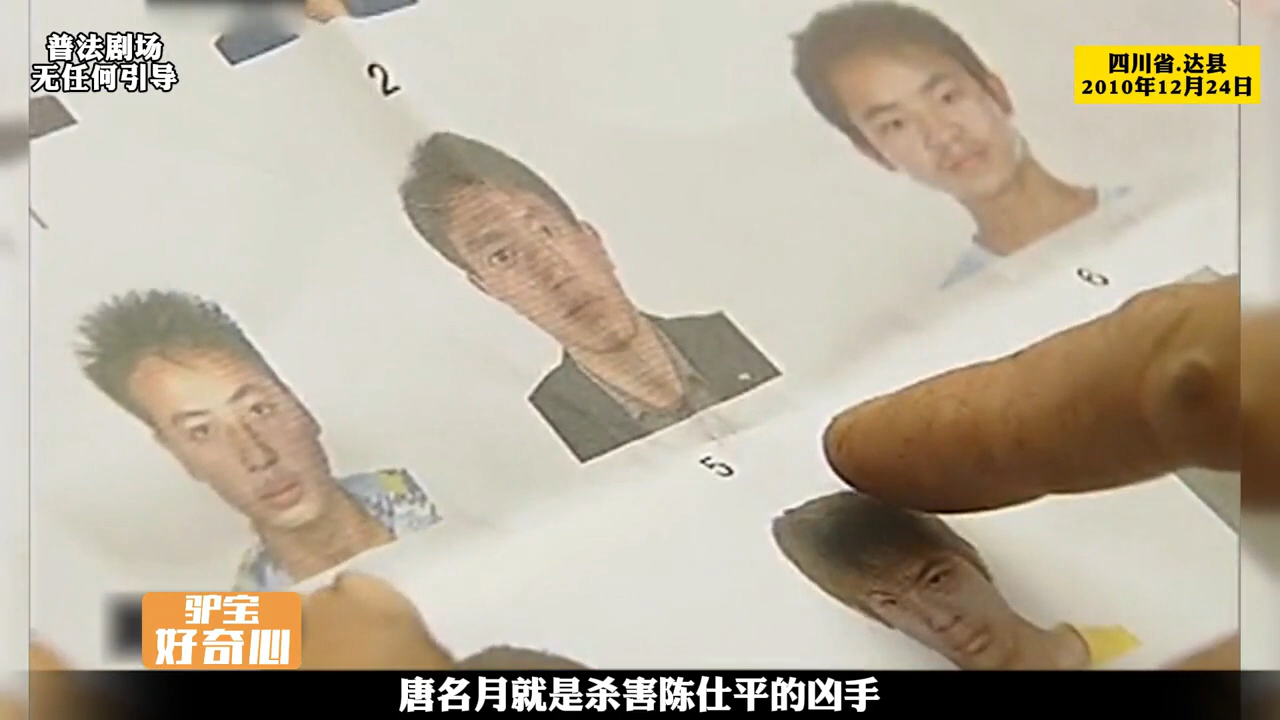 普法剧场
无任何引导
四川省.达县
2010年12月24日
2
6
5
驴宝
好奇心
唐名月就是杀害陈仕平的凶手